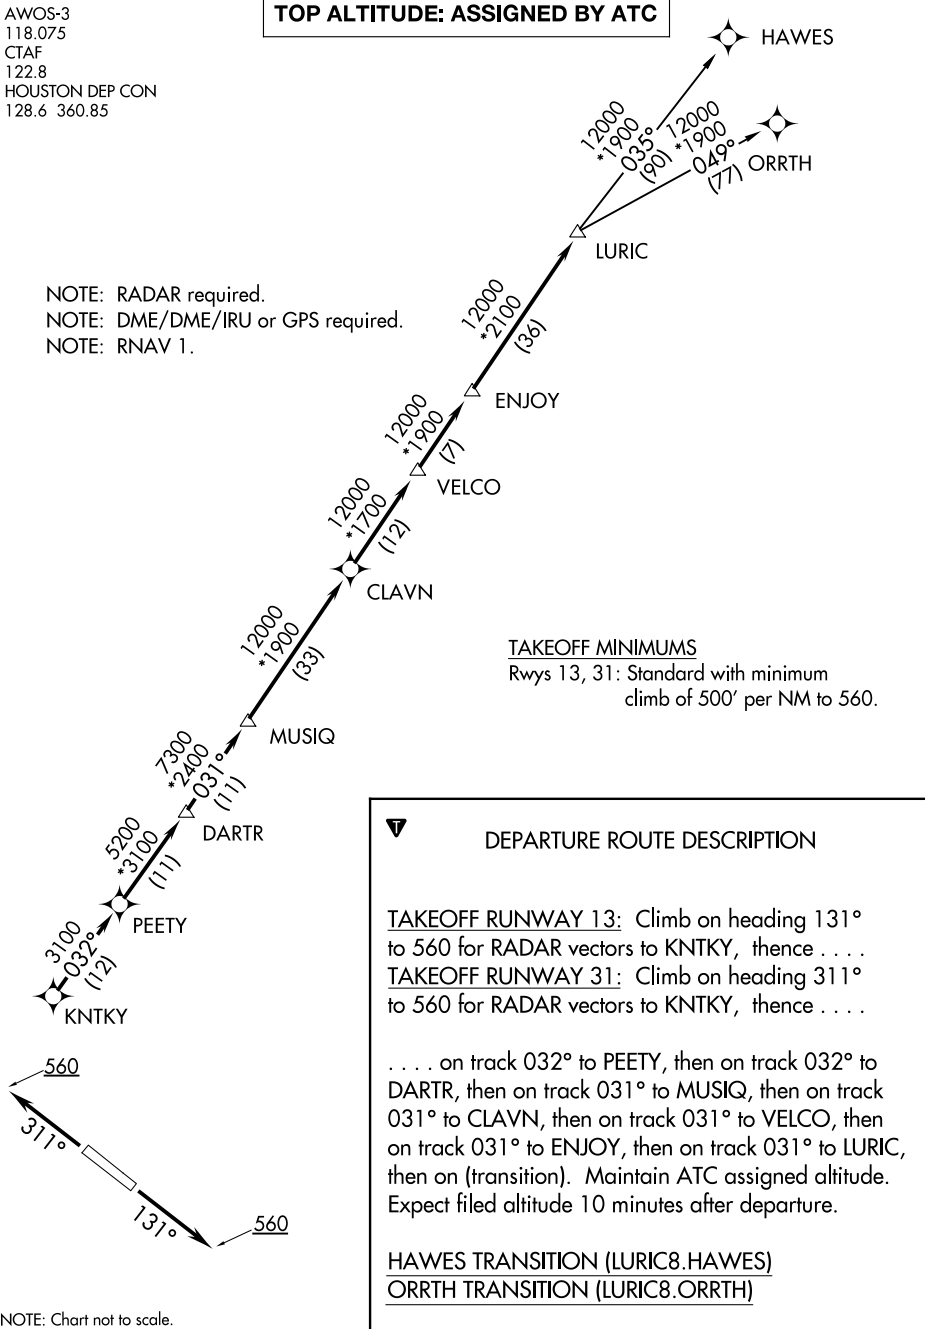 AWOS-3
118.075
CTAF
122.8
HOUSTON DEP CON
128.6 360.85
TOP ALTITUDE: ASSIGNED BY ATC
HAWES
12000
*1900
035°
(90)
12000
*1900
049°
(77)
ORRTH
LURIC
NOTE: RADAR required.
NOTE: DME/DME/IRU or GPS required.
NOTE: RNAV 1.
12000
*2100
(36)
ENJOY
12000
*1900
(7)
VELCO
12000
*1700
(12)
CLAVN
12000
*1900
(33)
TAKEOFF MINIMUMS
Rwys 13, 31: Standard with minimum
climb of 500' per NM to 560.
MUSIQ
7300
*2400
031°
(11)
DARTR
5200
*3100
(11)
PEETY
3100
032°
(12)
KNTKY
560
311°
131°
560
NOTE: Chart not to scale.
T
DEPARTURE ROUTE DESCRIPTION
TAKEOFF RUNWAY 13: Climb on heading 131°
to 560 for RADAR vectors to KNTKY, thence . . . .
TAKEOFF RUNWAY 31: Climb on heading 311°
to 560 for RADAR vectors to KNTKY, thence . . . .
. . . . on track 032° to PEETY, then on track 032° to
DARTR, then on track 031° to MUSIQ, then on track
031° to CLAVN, then on track 031° to VELCO, then
on track 031° to ENJOY, then on track 031° to LURIC,
then on (transition). Maintain ATC assigned altitude.
Expect filed altitude 10 minutes after departure.
HAWES TRANSITION (LURIC8.HAWES)
ORRTH TRANSITION (LURIC8.ORRTH)